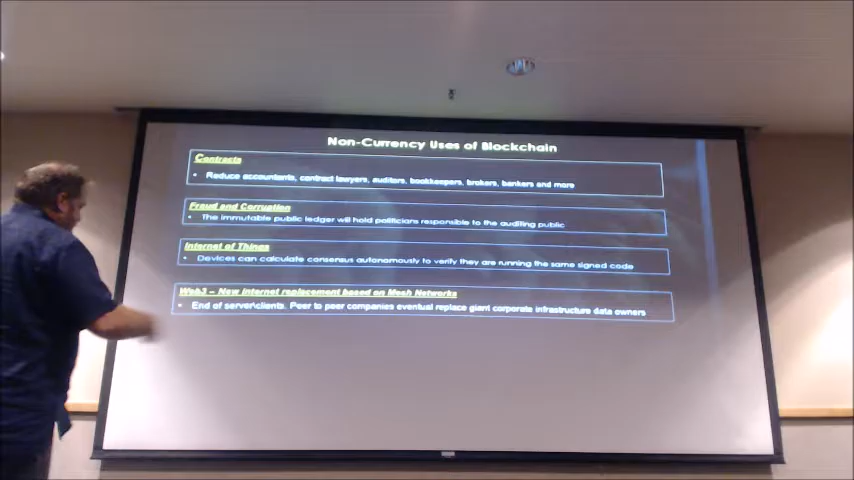 Non-Currency Uses of Blockchain
Contracts
• Reduce accountants, contract lawyers, auditors, bookkeepers, brokers, bankers and more
Fraud and Corruption
• The immutable public ledger will hold politicians responsible to the auditing public
Internet of Things
• Devices can calculate consensus autonomously to verify they are running the same signed code
Web3 – New internet replacement based on Mesh Networks
• End of server\clients. Peer to peer companies eventual replace giant corporate infrastructure data owners